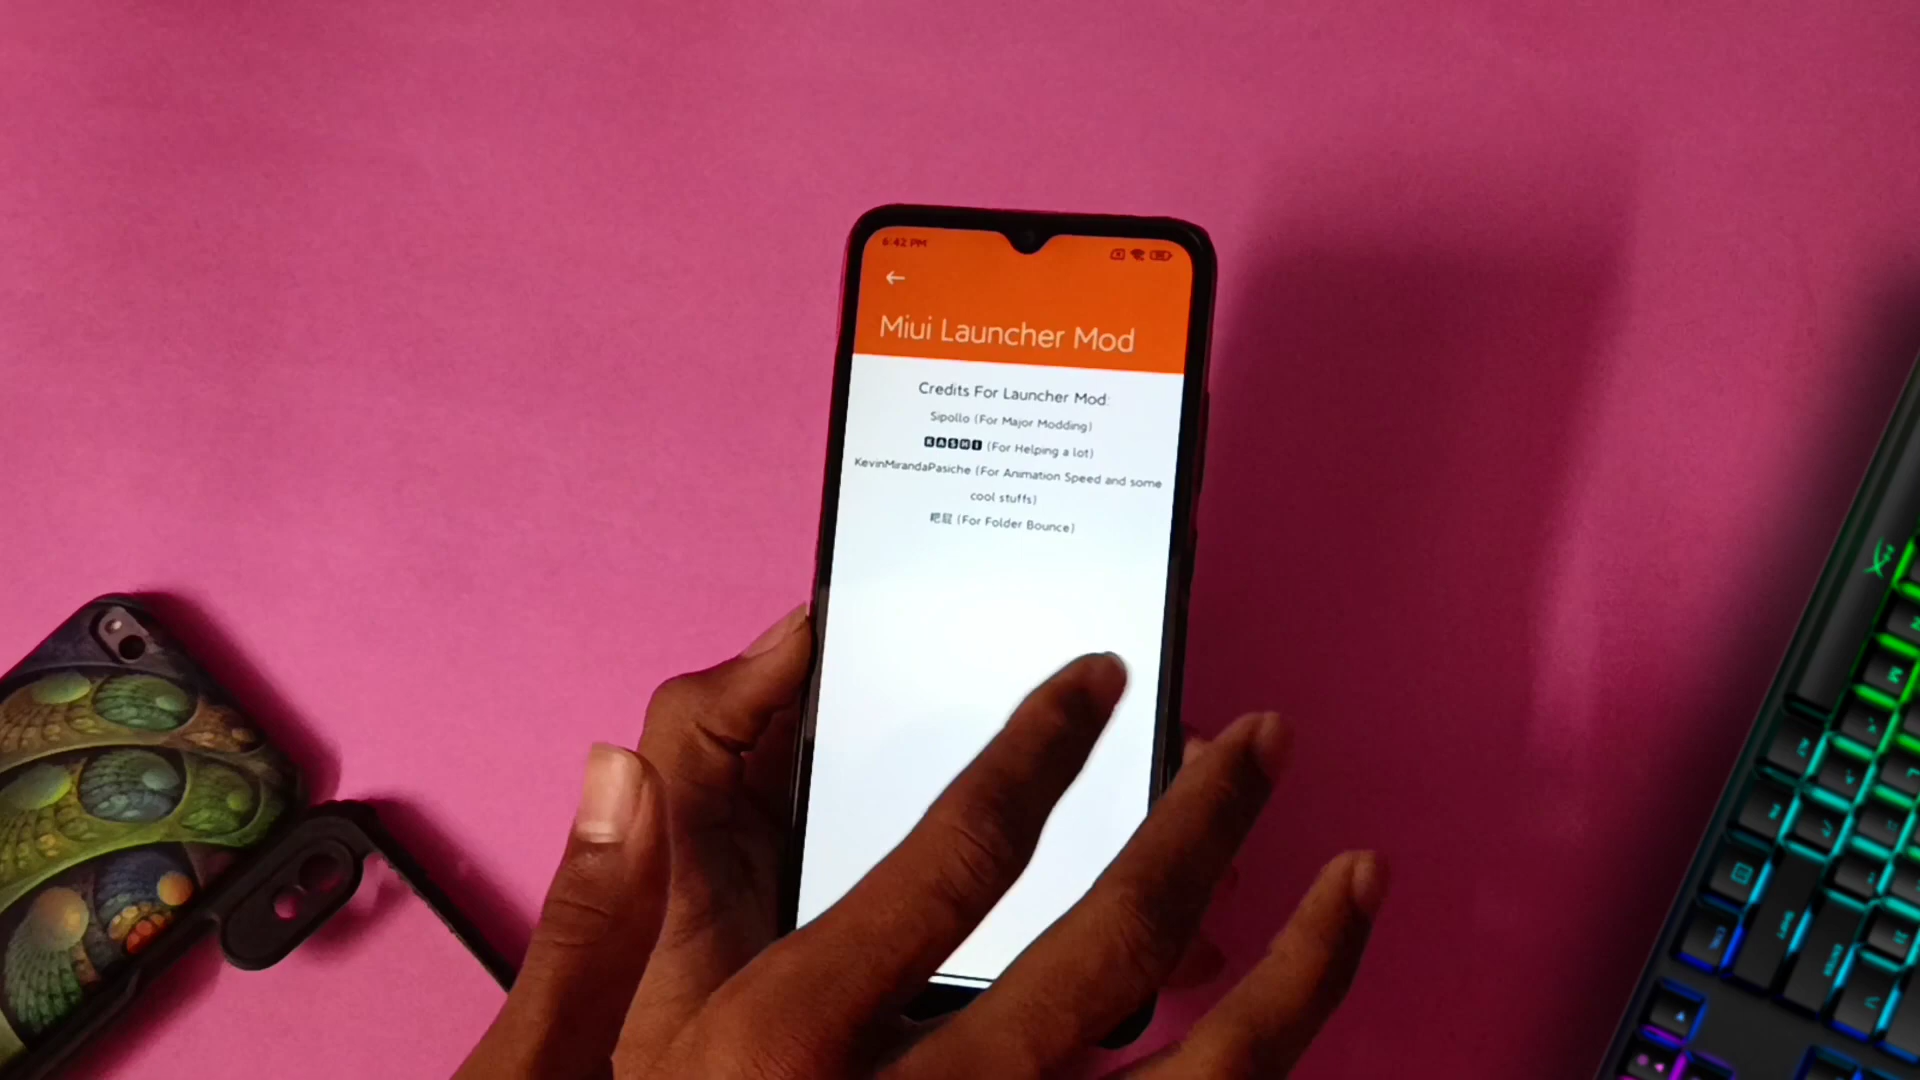 6:42 PM
Miui Launcher Mod
Credits For Launcher Mod:
Sipollo (For Major Modding)
🅺🅰🆂🅷🅸 (For Helping a lot)
KevinMirandaPasiche (For Animation Speed and some
cool stuffs)
(For Folder Bounce)